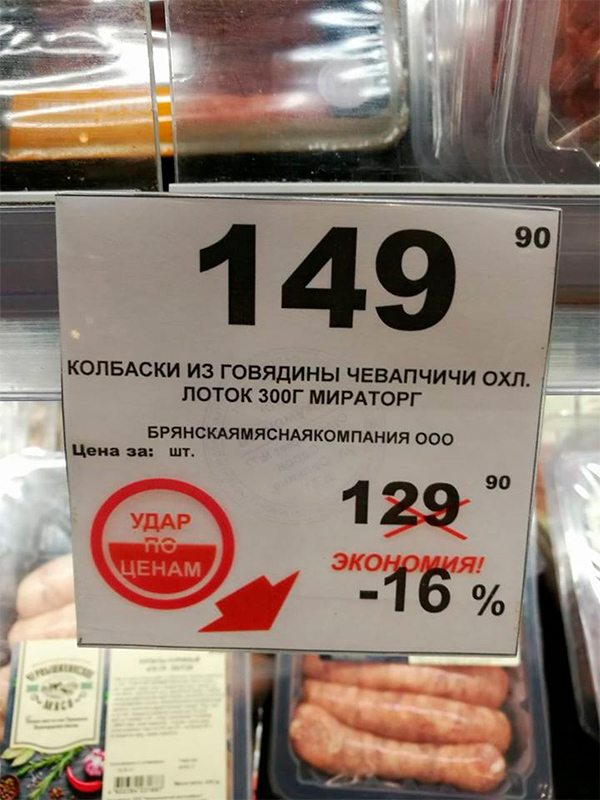 149 90
КОЛБАСКИ ИЗ ГОВЯДИНЫ ЧЕВАПЧИЧИ ОХЛ.
ЛОТОК 300Г МИРАТОРГ
БРЯНСКАЯМЯСНАЯКОМПАНИЯ ООО
Цена за: шт.
УДАР
ПО
ЦЕНАМ
129 90
ЭКОНОМИЯ!
-16 %
МЯСО